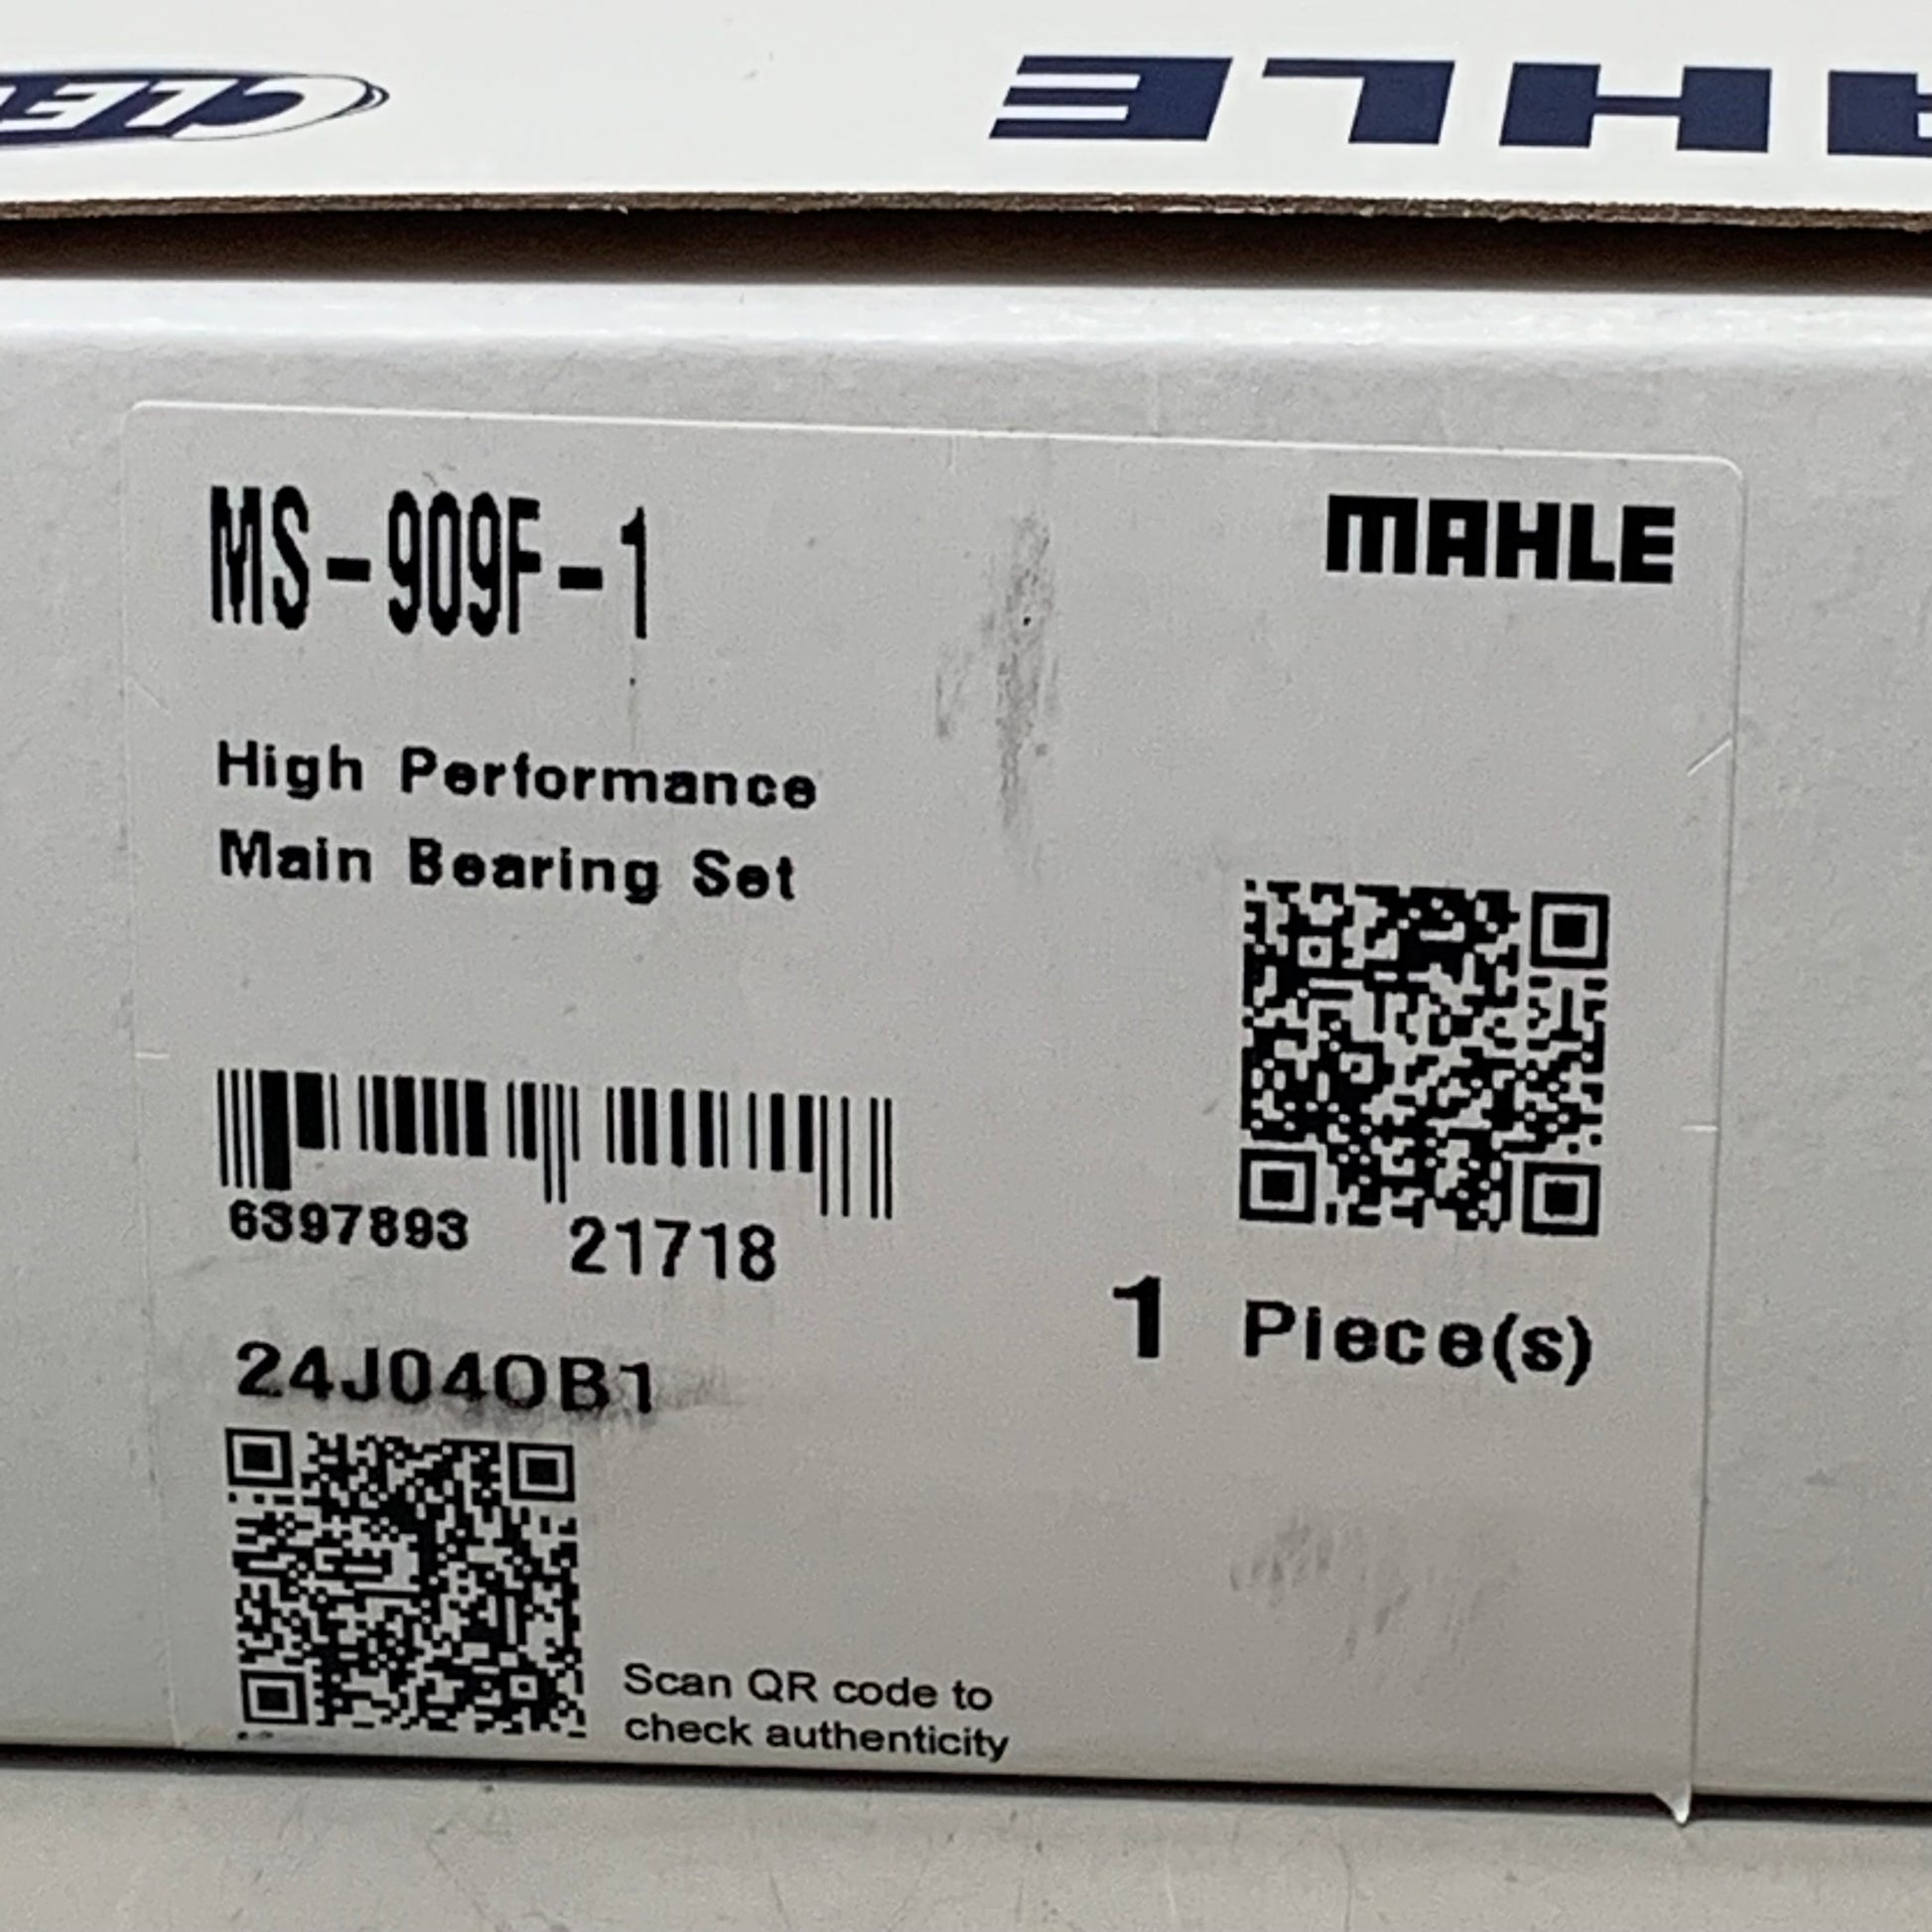 MAHLE
MS-909F-1
MAHLE
High Performance
Main Bearing Set
6397893 21718
1 Piece(s)
24J04OB1
Scan QR code to
check authenticity